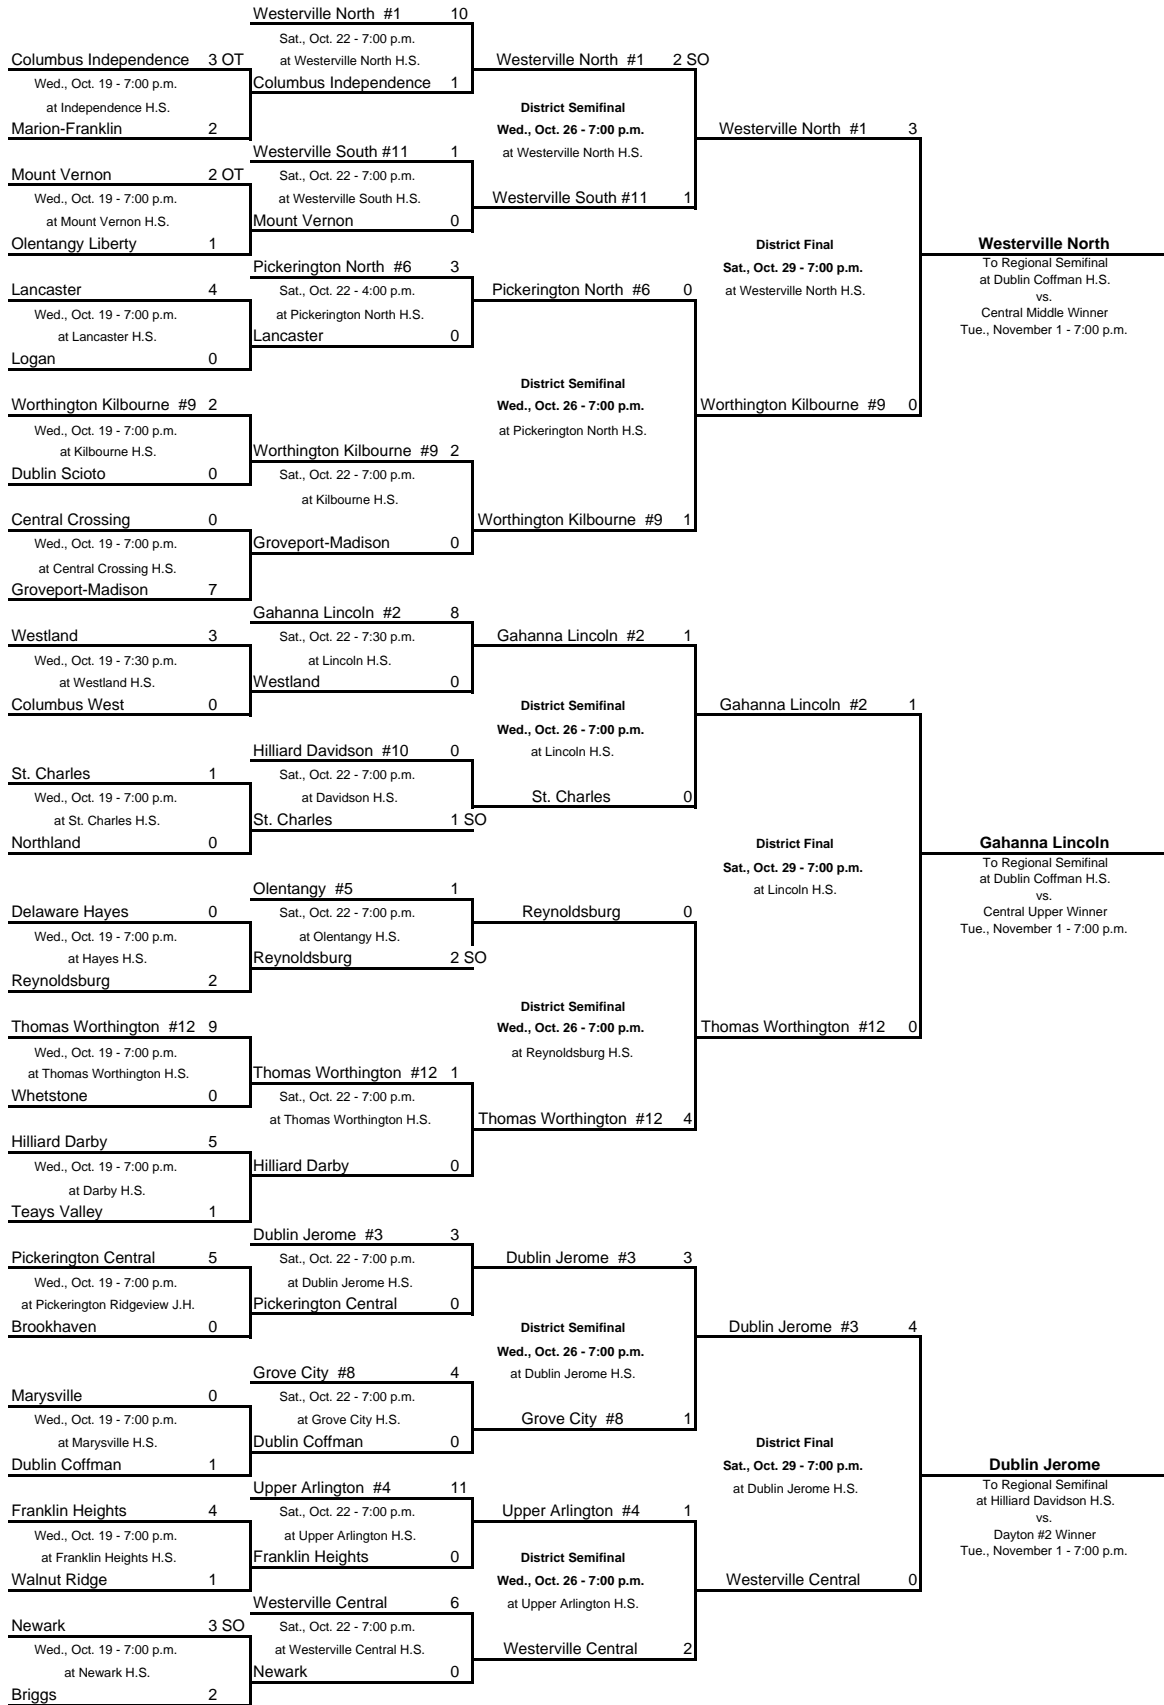 Westerville North #1 10
Sat., Oct. 22 - 7:00 p.m.
Columbus Independence 3 OT at Westerville North H.S. Westerville North #1 2 SO
Wed., Oct. 19 - 7:00 p.m. Columbus Independence 1
at Independence H.S. District Semifinal
Marion-Franklin 2 Wed., Oct. 26 - 7:00 p.m. Westerville North #1 3
Westerville South #11 1 at Westerville North H.S.
Mount Vernon 2 OT Sat., Oct. 22 - 7:00 p.m.
Wed., Oct. 19 - 7:00 p.m. at Westerville South H.S. Westerville South #11 1
at Mount Vernon H.S. Mount Vernon 0
Olentangy Liberty 1 District Final Westerville North
Pickerington North #6 3 Sat., Oct. 29 - 7:00 p.m. To Regional Semifinal
Lancaster 4 Sat., Oct. 22 - 4:00 p.m. Pickerington North #6 0 at Westerville North H.S. at Dublin Coffman H.S.
vs.
Wed., Oct. 19 - 7:00 p.m. at Pickerington North H.S. Central Middle Winner
at Lancaster H.S. Lancaster 0 Tue., November 1 - 7:00 p.m.
Logan 0
District Semifinal
Worthington Kilbourne #9 2 Wed., Oct. 26 - 7:00 p.m. Worthington Kilbourne #9 0
Wed., Oct. 19 - 7:00 p.m. at Pickerington North H.S.
at Kilbourne H.S. Worthington Kilbourne #9 2
Dublin Scioto 0 Sat., Oct. 22 - 7:00 p.m.
at Kilbourne H.S.
Central Crossing 0 Worthington Kilbourne #9 1
Wed., Oct. 19 - 7:00 p.m. Groveport-Madison 0
at Central Crossing H.S.
Groveport-Madison 7
Gahanna Lincoln #2 8
Westland 3 Sat., Oct. 22 - 7:30 p.m. Gahanna Lincoln #2 1
Wed., Oct. 19 - 7:30 p.m. at Lincoln H.S.
at Westland H.S. Westland 0
Columbus West 0 District Semifinal Gahanna Lincoln #2 1
Wed., Oct. 26 - 7:00 p.m.
Hilliard Davidson #10 0 at Lincoln H.S.
St. Charles 1 Sat., Oct. 22 - 7:00 p.m.
Wed., Oct. 19 - 7:00 p.m. at Davidson H.S. St. Charles 0
at St. Charles H.S. St. Charles 1 SO
Northland 0 District Final Gahanna Lincoln
Sat., Oct. 29 - 7:00 p.m. To Regional Semifinal
Olentangy #5 1 at Lincoln H.S. at Dublin Coffman H.S.
vs.
Delaware Hayes 0 Sat., Oct. 22 - 7:00 p.m. Reynoldsburg 0 Central Upper Winner
Wed., Oct. 19 - 7:00 p.m. at Olentangy H.S. Tue., November 1 - 7:00 p.m.
at Hayes H.S. Reynoldsburg 2 SO
Reynoldsburg 2
District Semifinal
Thomas Worthington #12 9 Wed., Oct. 26 - 7:00 p.m. Thomas Worthington #12 0
Wed., Oct. 19 - 7:00 p.m. at Reynoldsburg H.S.
at Thomas Worthington H.S. Thomas Worthington #12 1
Whetstone 0 Sat., Oct. 22 - 7:00 p.m.
at Thomas Worthington H.S. Thomas Worthington #12 4
Hilliard Darby 5
Wed., Oct. 19 - 7:00 p.m. Hilliard Darby 0
at Darby H.S.
Teays Valley 1
Dublin Jerome #3 3
Pickerington Central 5 Sat., Oct. 22 - 7:00 p.m. Dublin Jerome #3 3
Wed., Oct. 19 - 7:00 p.m. at Dublin Jerome H.S.
at Pickerington Ridgeview J.H. Pickerington Central 0
Brookhaven 0 District Semifinal Dublin Jerome #3 4
Wed., Oct. 26 - 7:00 p.m.
Grove City #8 4 at Dublin Jerome H.S.
Marysville 0 Sat., Oct. 22 - 7:00 p.m.
Wed., Oct. 19 - 7:00 p.m. at Grove City H.S. Grove City #8 1
at Marysville H.S. Dublin Coffman 0 District Final
Dublin Coffman 1 Sat., Oct. 29 - 7:00 p.m. Dublin Jerome
Upper Arlington #4 11 at Dublin Jerome H.S. To Regional Semifinal
at Hilliard Davidson H.S.
Franklin Heights 4 Sat., Oct. 22 - 7:00 p.m. Upper Arlington #4 1 vs.
Wed., Oct. 19 - 7:00 p.m. at Upper Arlington H.S. Dayton #2 Winner
at Franklin Heights H.S. Franklin Heights 0 District Semifinal Tue., November 1 - 7:00 p.m.
Walnut Ridge 1 Wed., Oct. 26 - 7:00 p.m. Westerville Central 0
Westerville Central 6 at Upper Arlington H.S.
Newark 3 SO Sat., Oct. 22 - 7:00 p.m.
Wed., Oct. 19 - 7:00 p.m. at Westerville Central H.S. Westerville Central 2
at Newark H.S. Newark 0
Briggs 2